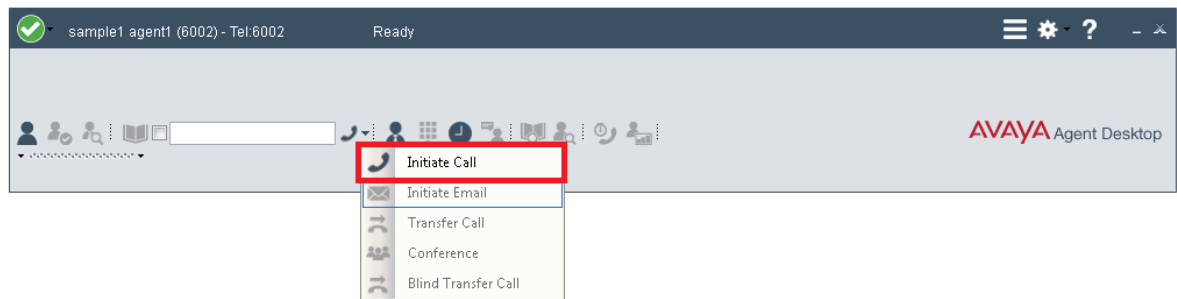 sample1 agent1 (6002) - Tel:6002 Ready ?
AVAYA Agent Desktop
Initiate Call
Initiate Email
Transfer Call
Conference
Blind Transfer Call